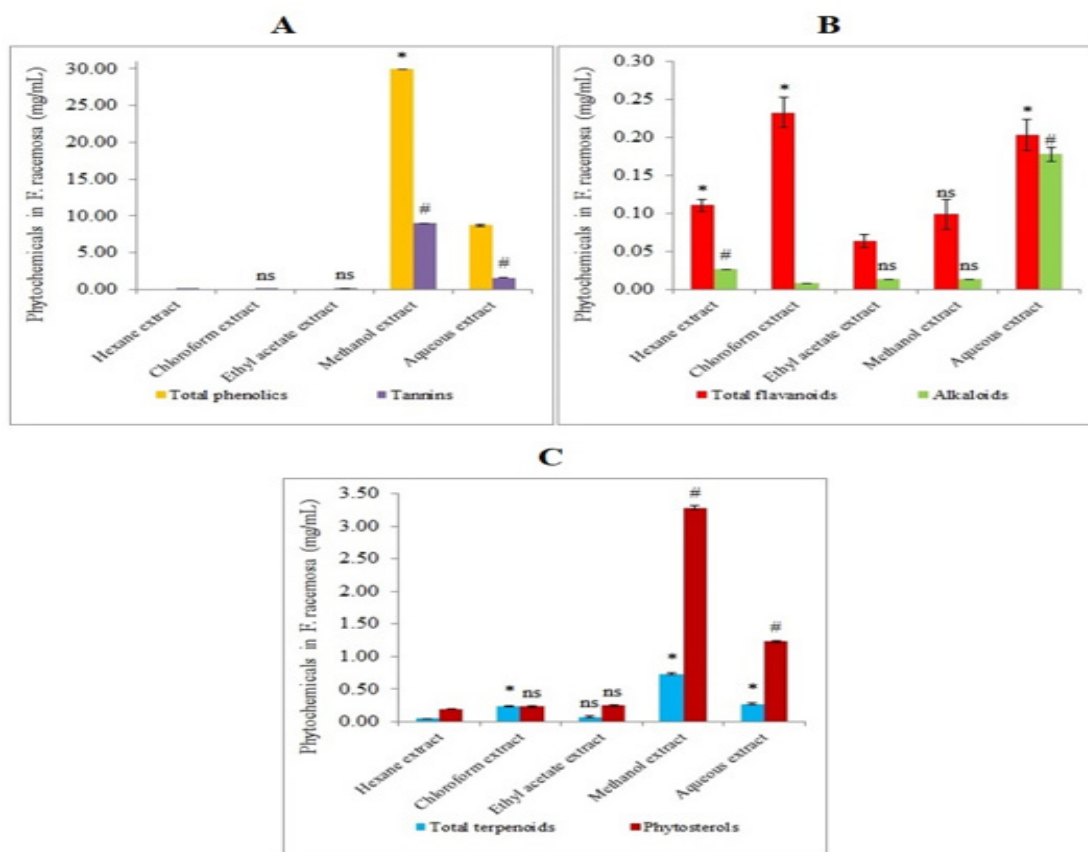 A
Phytochemicals in F. racemosa (mg/mL)
30.00
25.00
20.00
15.00
10.00
5.00
0.00
*
#
#
ns
ns
Hexane extract
Chloroform extract
Ethyl acetate extract
Methanol extract
Aqueous extract
Total phenolics
Tannins
B
Phytochemicals in F. racemosa (mg/mL)
0.30
0.25
0.20
0.15
0.10
0.05
0.00
*
#
*
ns
ns
ns
*
#
Hexane extract
Chloroform extract
Ethyl acetate extract
Methanol extract
Aqueous extract
Total flavanoids
Alkaloids
C
Phytochemicals in F. racemosa (mg/mL)
3.50
3.00
2.50
2.00
1.50
1.00
0.50
0.00
*
ns
ns
ns
*
#
*
#
Hexane extract
Chloroform extract
Ethyl acetate extract
Methanol extract
Aqueous extract
Total terpenoids
Phytosterols